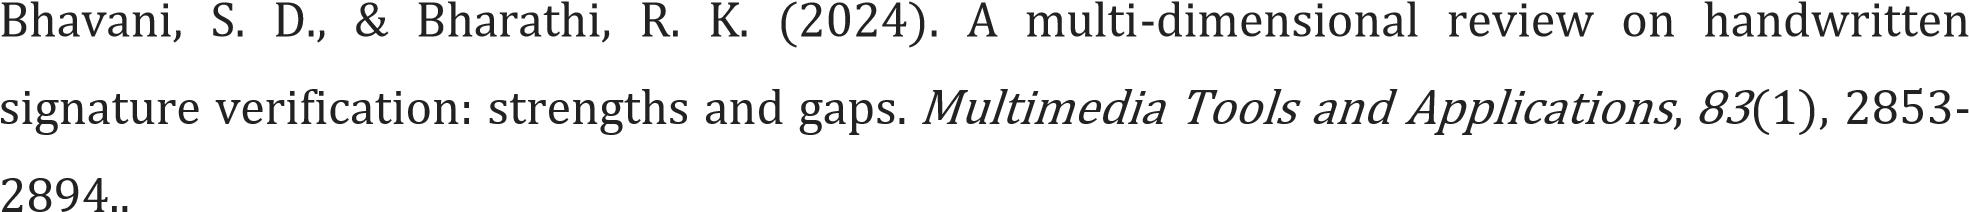 Bhavani, S. D., & Bharathi, R. K. (2024). A multi-dimensional review on handwritten
signature verification: strengths and gaps. Multimedia Tools and Applications, 83(1), 2853-
2894..